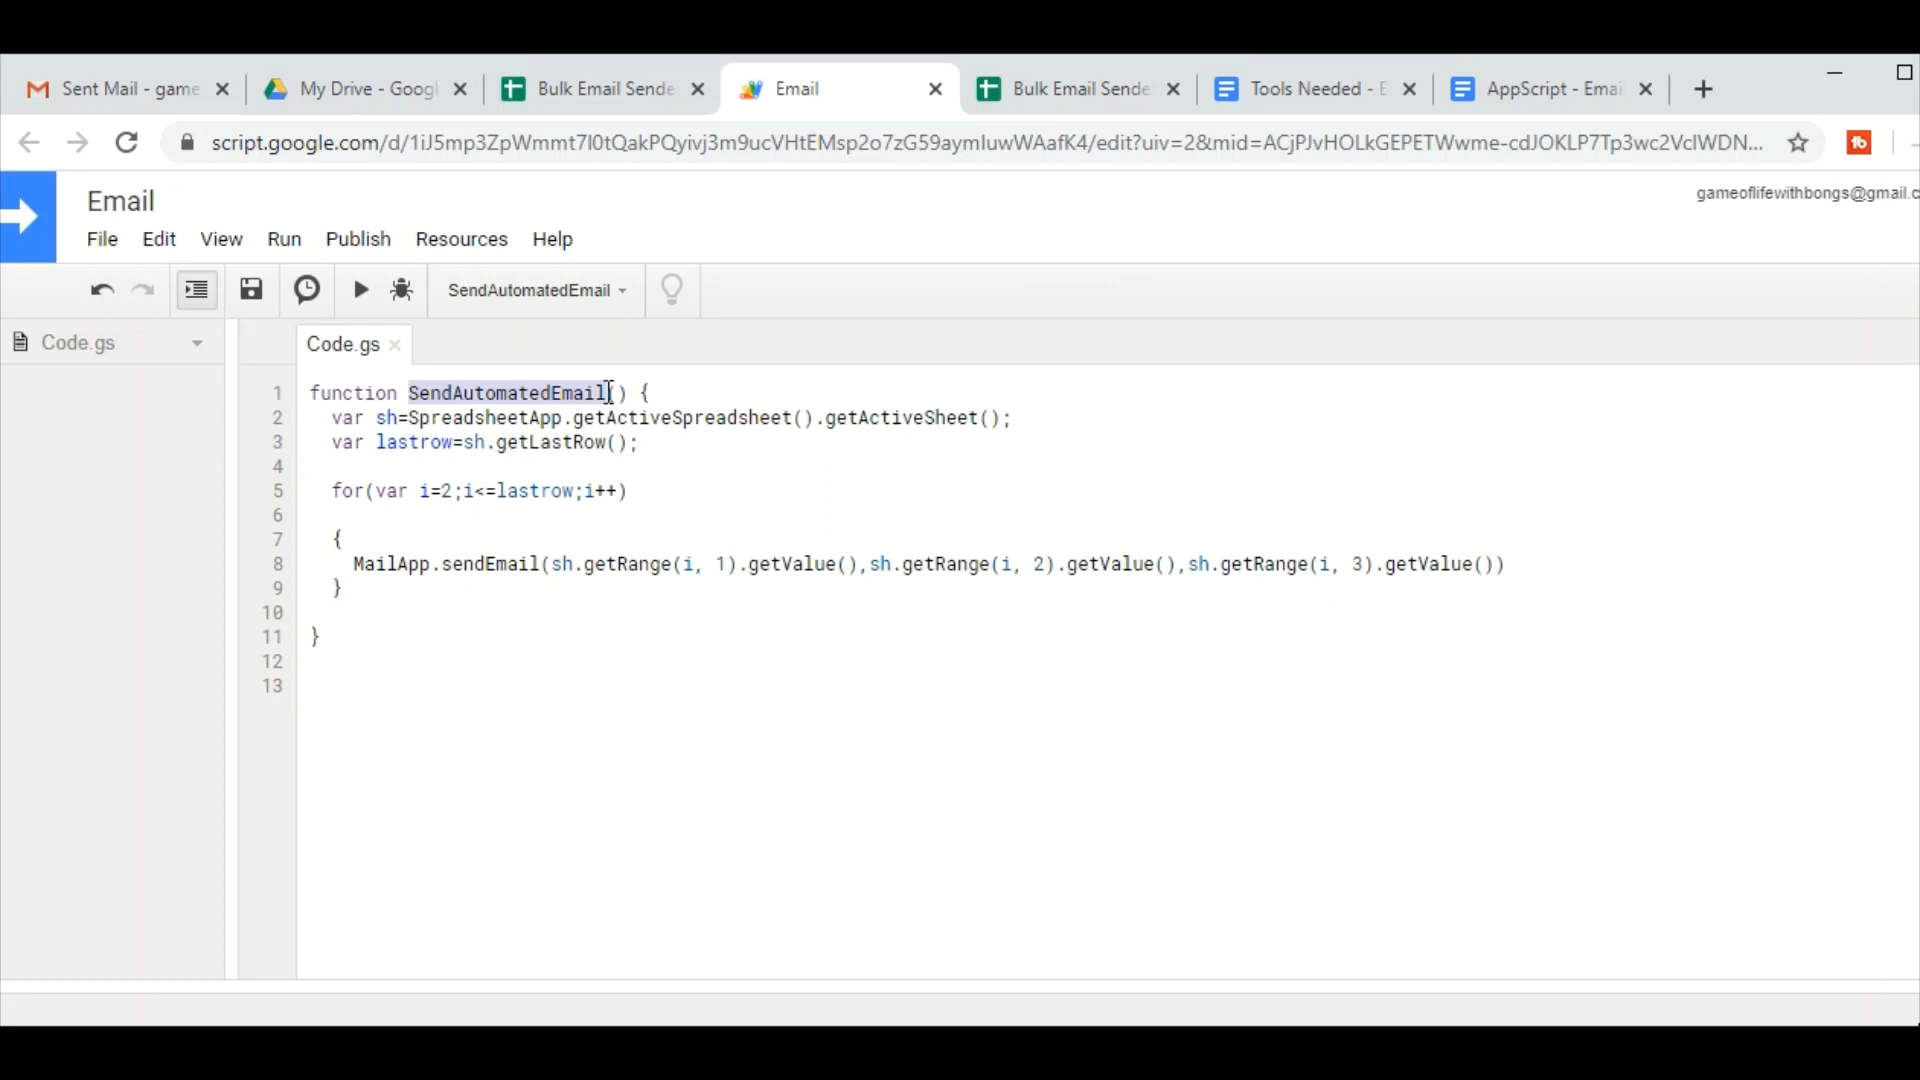 Sent Mail - game
My Drive - Googl
Bulk Email Sende
Email
Bulk Email Sende
Tools Needed - E
AppScript - Emai
script.google.com/d/1iJ5mp3ZpWmmt7l0tQakPQyivj3m9ucVHtEMsp2o7zG59aymIuwWAafK4/edit?uiv=2&mid=ACjPJvHOLkGEPETWwme-cdJOKLP7Tp3wc2VclWDN...
Email
gameoflifewithbongs@gmail.c
File Edit View Run Publish Resources Help
SendAutomatedEmail
Code.gs
Code.gs
1 function SendAutomatedEmail() {
2 var sh=SpreadsheetApp.getActiveSpreadsheet().getActiveSheet();
3 var lastrow=sh.getLastRow();
4
5 for(var i=2;i<=lastrow;i++)
6
7 {
8 MailApp.sendEmail(sh.getRange(i, 1).getValue(),sh.getRange(i, 2).getValue(),sh.getRange(i, 3).getValue())
9 }
10
11 }
12
13